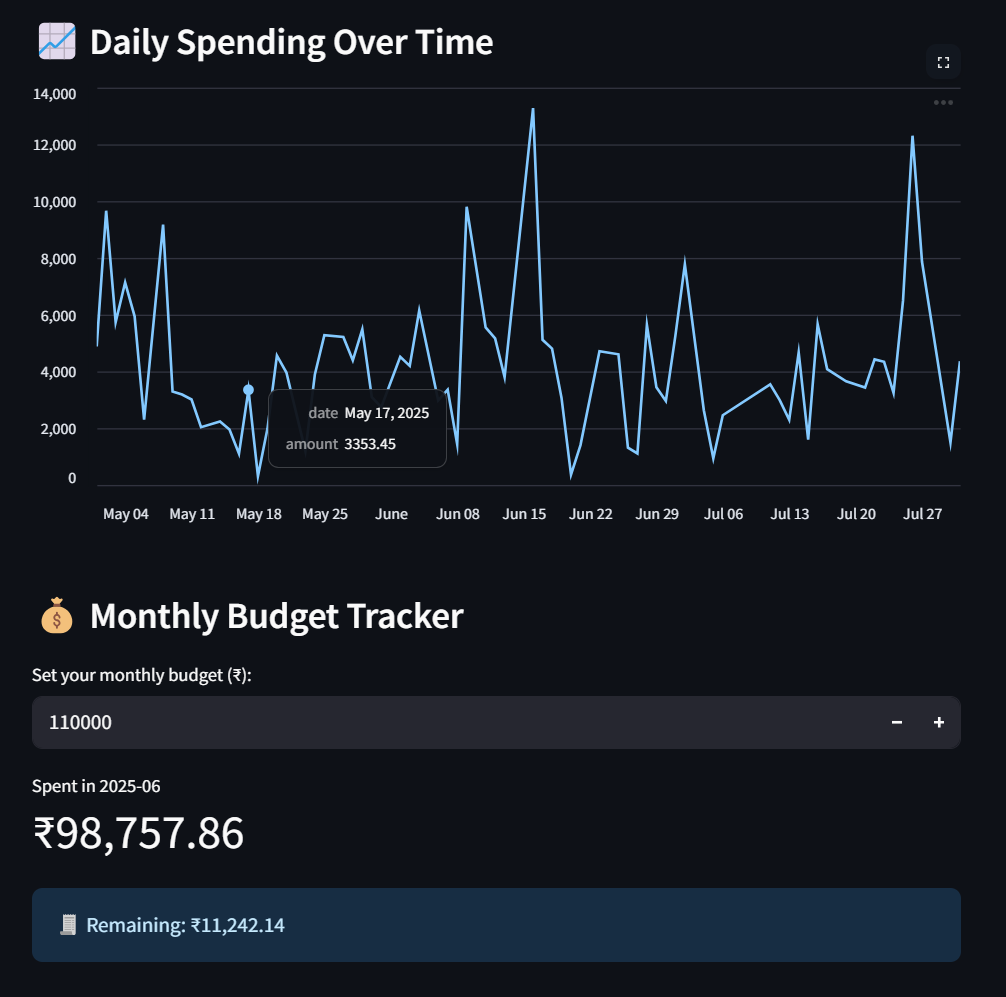 Daily Spending Over Time
14,000
12,000
10,000
8,000
6,000
4,000
2,000
0
date May 17, 2025
amount 3353.45
May 04 May 11 May 18 May 25 June Jun 08 Jun 15 Jun 22 Jun 29 Jul 06 Jul 13 Jul 20 Jul 27
Monthly Budget Tracker
Set your monthly budget (₹):
110000 − +
Spent in 2025-06
₹98,757.86
Remaining: ₹11,242.14